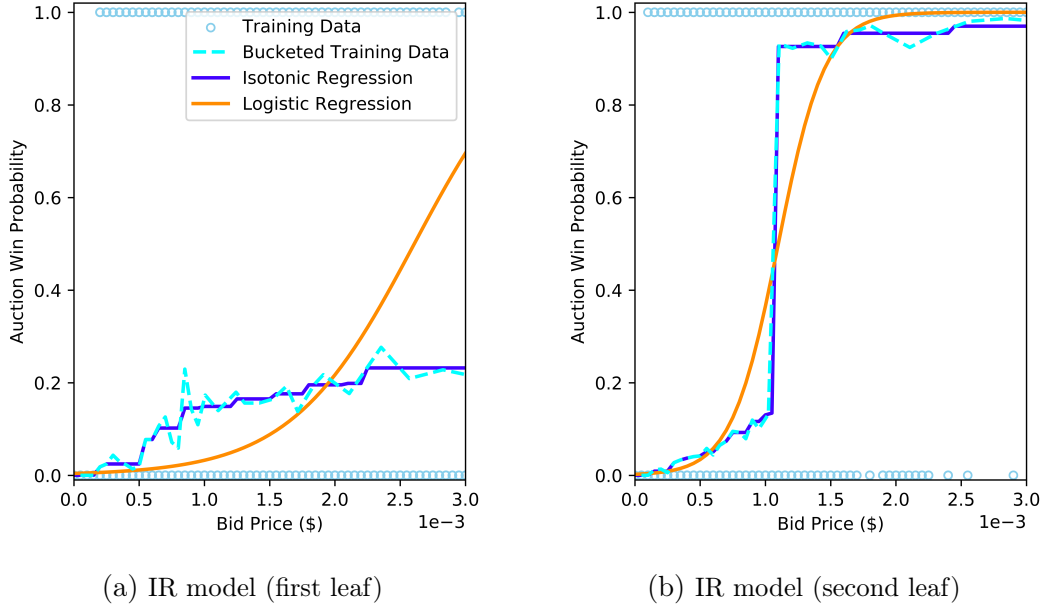 Training Data
Bucketed Training Data
Isotonic Regression
Logistic Regression
Auction Win Probability
1.0
0.8
0.6
0.4
0.2
0.0
0.0 0.5 1.0 1.5 2.0 2.5 3.0
Bid Price ($)
1e−3
(a) IR model (first leaf)
Auction Win Probability
1.0
0.8
0.6
0.4
0.2
0.0
0.0 0.5 1.0 1.5 2.0 2.5 3.0
Bid Price ($)
1e−3
(b) IR model (second leaf)